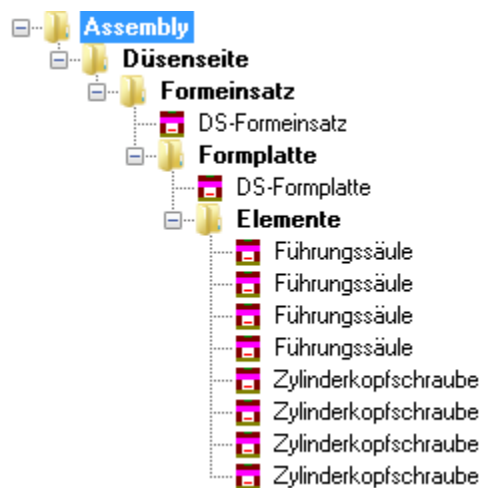 Assembly
Düsenseite
Formeinsatz
DS-Formeinsatz
Formplatte
DS-Formplatte
Elemente
Führungssäule
Führungssäule
Führungssäule
Führungssäule
Zylinderkopfschraube
Zylinderkopfschraube
Zylinderkopfschraube
Zylinderkopfschraube